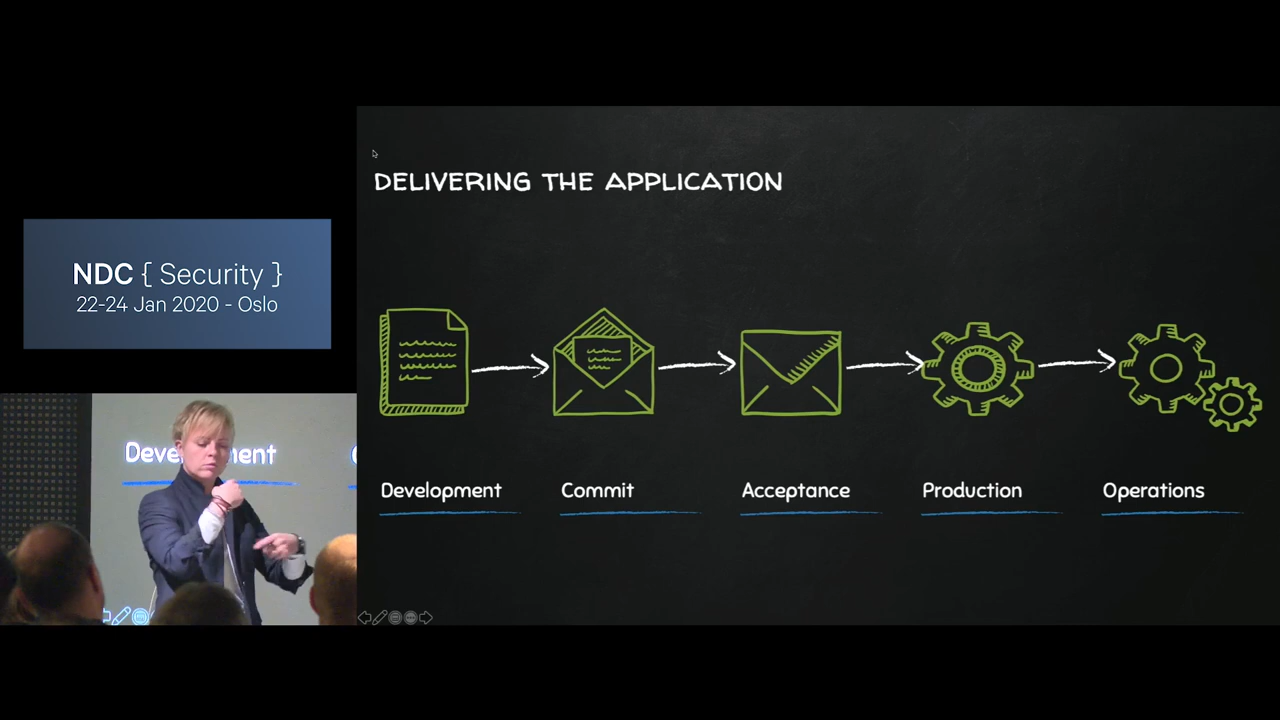 DELIVERING THE APPLICATION
NDC { Security }
22-24 Jan 2020 - Oslo
Development
Commit
Acceptance
Production
Operations